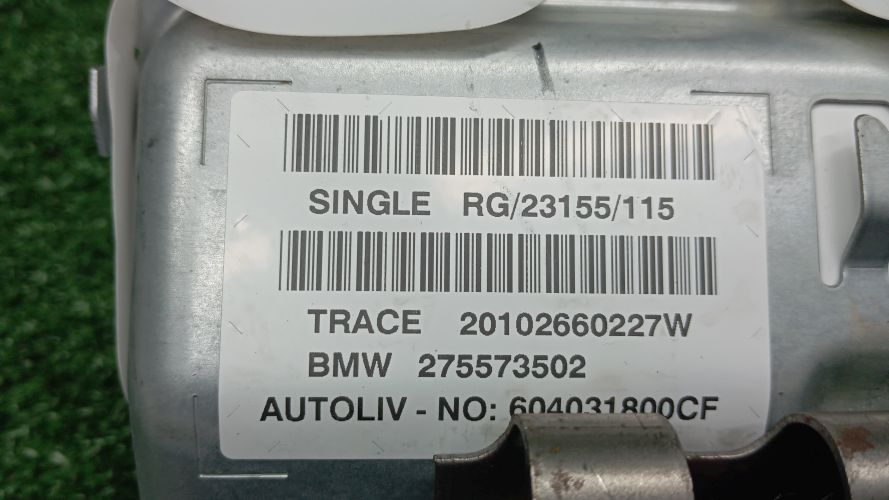 SINGLE RG/23155/115
TRACE 20102660227W
BMW 275573502
AUTOLIV - NO: 604031800CF